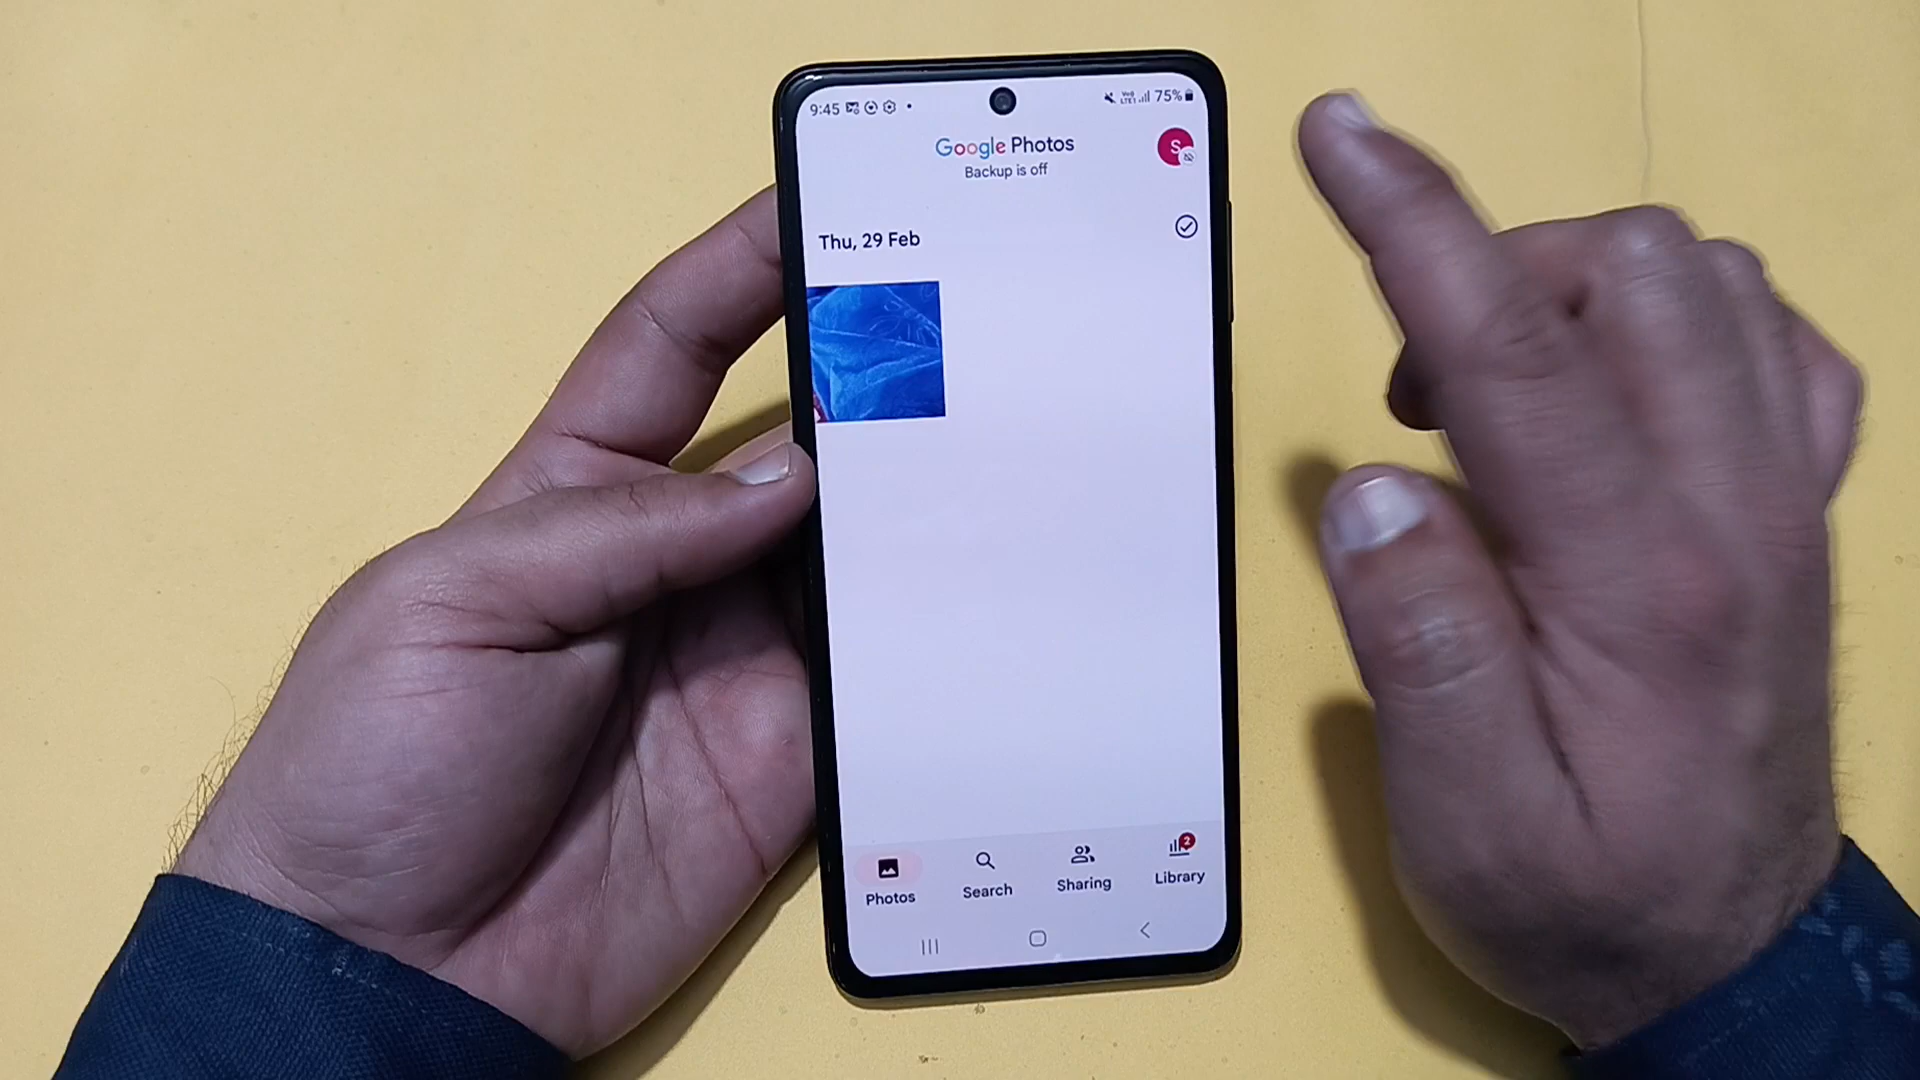 9:45 75%
Google Photos
S
Backup is off
Thu, 29 Feb
2
Photos Search Sharing Library